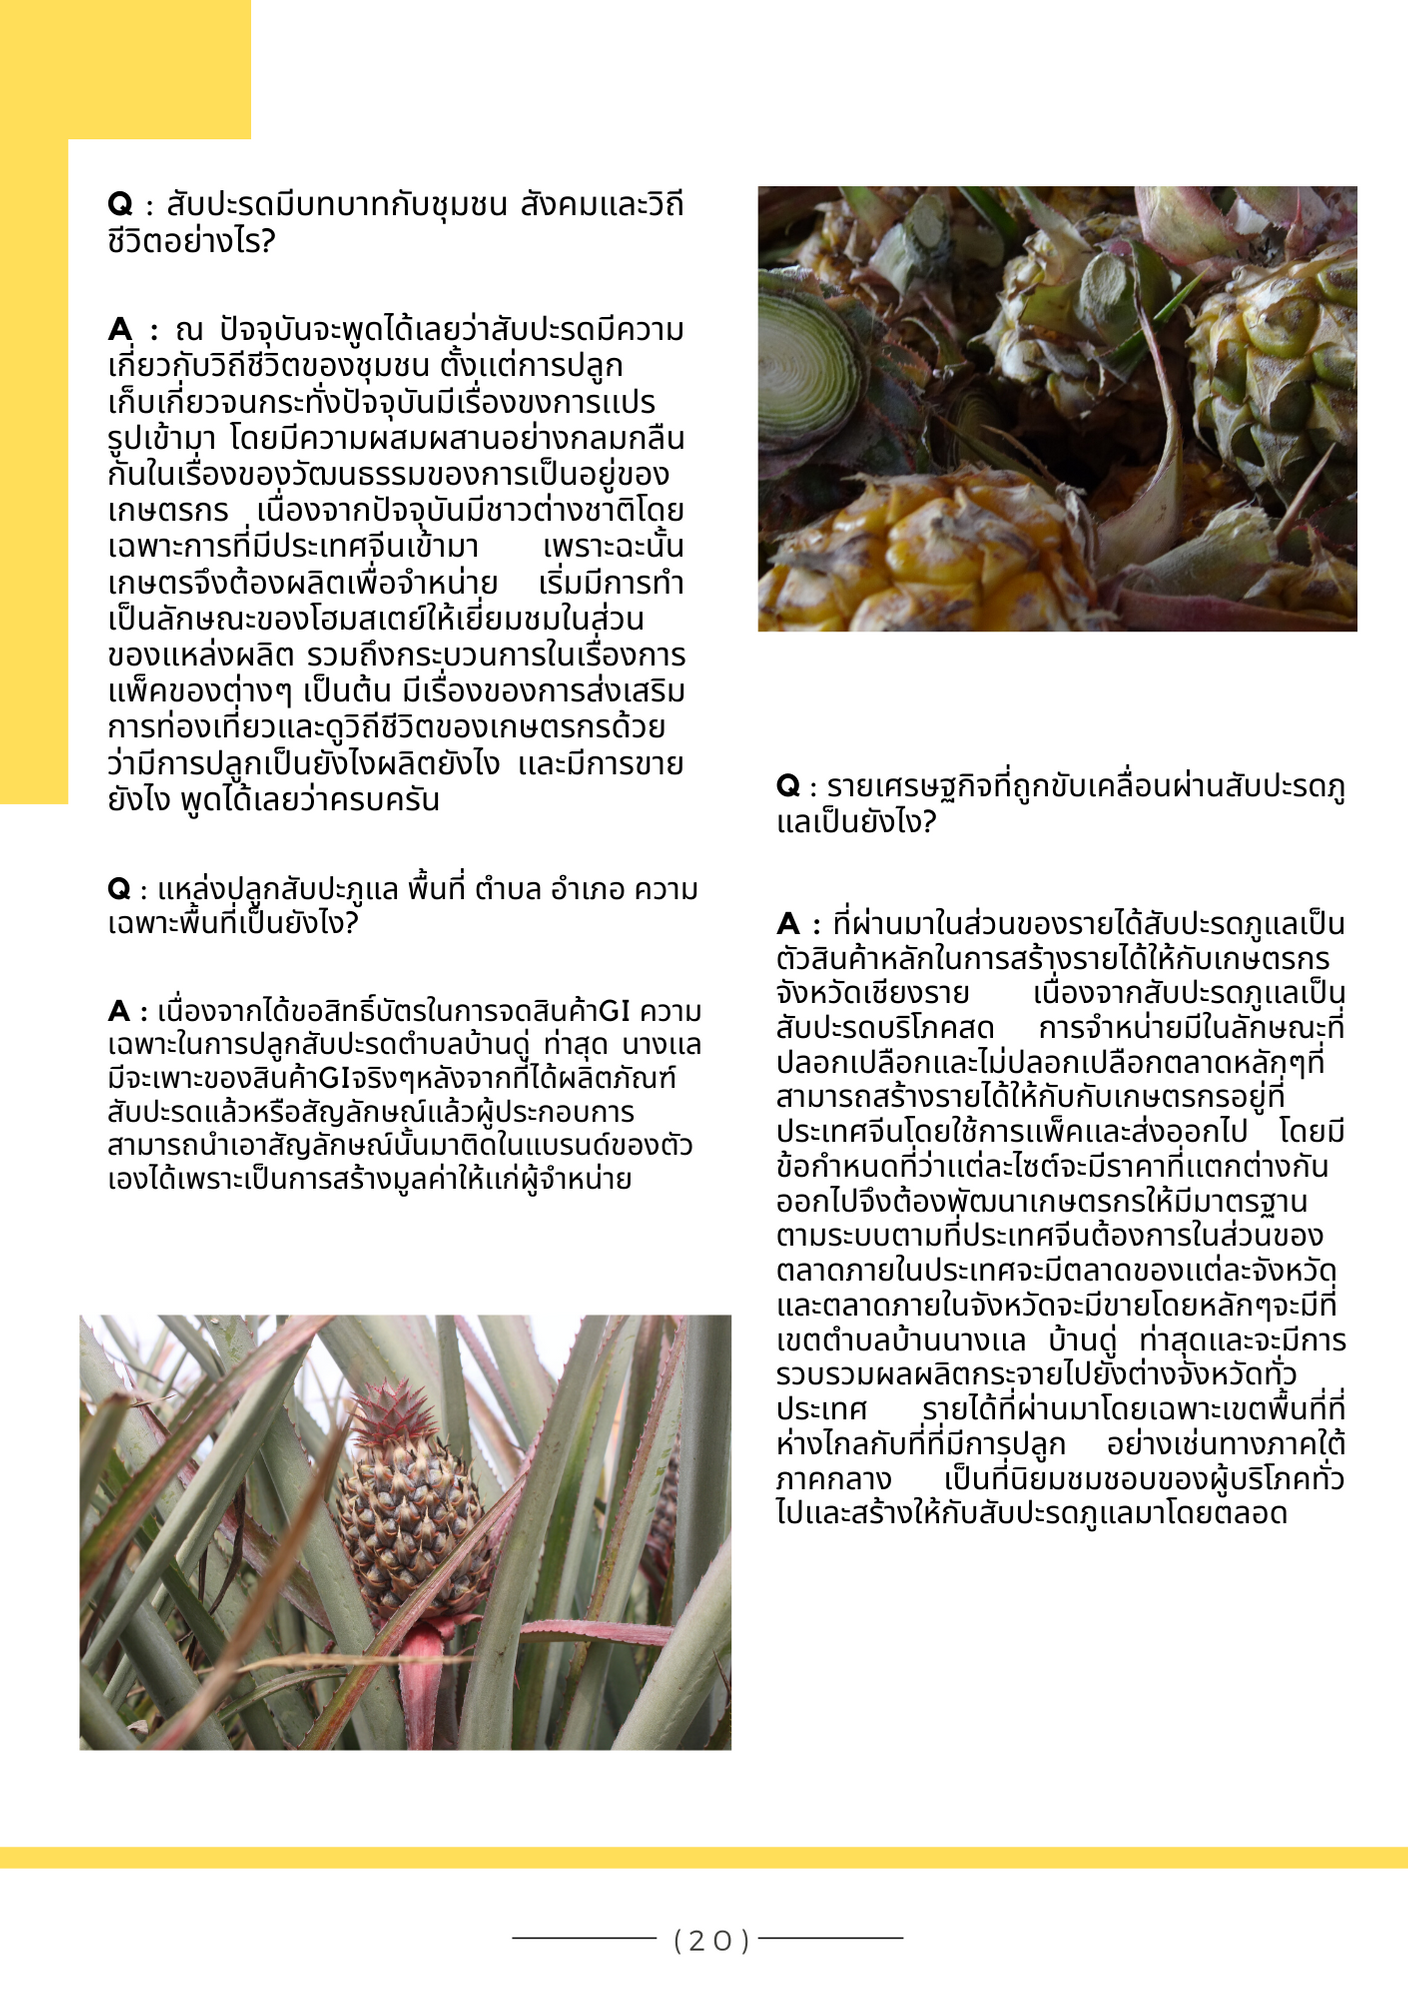 Q : สับปะรดมีบทบาทกับชุมชน สังคมและวิถี
ชีวิตอย่างไร?
A : ณ ปัจจุบันจะพูดได้เลยว่าสับปะรดมีความ
เกี่ยวกับวิถีชีวิตของชุมชน ตั้งแต่การปลูก
เก็บเกี่ยวจนกระทั่งปัจจุบันมีเรื่องขงการแปร
รูปเข้ามา โดยมีความผสมผสานอย่างกลมกลืน
กันในเรื่องของวัฒนธรรมของการเป็นอยู่ของ
เกษตรกร เนื่องจากปัจจุบันมีชาวต่างชาติโดย
เฉพาะการที่มีประเทศจีนเข้ามา เพราะฉะนั้น
เกษตรจึงต้องผลิตเพื่อจำหน่าย เริ่มมีการทำ
เป็นลักษณะของโฮมสเตย์ให้เยี่ยมชมในส่วน
ของแหล่งผลิต รวมถึงกระบวนการในเรื่องการ
แพ็คของต่างๆ เป็นต้น มีเรื่องของการส่งเสริม
การท่องเที่ยวและดูวิถีชีวิตของเกษตรกรด้วย
ว่ามีการปลูกเป็นยังไงผลิตยังไง และมีการขาย
ยังไง พูดได้เลยว่าครบครัน
Q : แหล่งปลูกสับปะภูแล พื้นที่ ตำบล อำเภอ ความ
เฉพาะพื้นที่เป็นยังไง?
A : เนื่องจากได้ขอสิทธิ์บัตรในการจดสินค้าGI ความ
เฉพาะในการปลูกสับปะรดตำบลบ้านดู่ ท่าสุด นางแล
มีจะเพาะของสินค้าGIจริงๆหลังจากที่ได้ผลิตภัณฑ์
สับปะรดแล้วหรือสัญลักษณ์แล้วผู้ประกอบการ
สามารถนำเอาสัญลักษณ์นั้นมาติดในแบรนด์ของตัว
เองได้เพราะเป็นการสร้างมูลค่าให้แก่ผู้จำหน่าย
Q : รายเศรษฐกิจที่ถูกขับเคลื่อนผ่านสับปะรดภู
แลเป็นยังไง?
A : ที่ผ่านมาในส่วนของรายได้สับปะรดภูแลเป็น
ตัวสินค้าหลักในการสร้างรายได้ให้กับเกษตรกร
จังหวัดเชียงราย เนื่องจากสับปะรดภูแลเป็น
สับปะรดบริโภคสด การจำหน่ายมีในลักษณะที่
ปลอกเปลือกและไม่ปลอกเปลือกตลาดหลักๆที่
สามารถสร้างรายได้ให้กับกับเกษตรกรอยู่ที่
ประเทศจีนโดยใช้การแพ็คและส่งออกไป โดยมี
ข้อกำหนดที่ว่าแต่ละไซต์จะมีราคาที่แตกต่างกัน
ออกไปจึงต้องพัฒนาเกษตรกรให้มีมาตรฐาน
ตามระบบตามที่ประเทศจีนต้องการในส่วนของ
ตลาดภายในประเทศจะมีตลาดของแต่ละจังหวัด
และตลาดภายในจังหวัดจะมีขายโดยหลักๆจะมีที่
เขตตำบลบ้านนางแล บ้านดู่ ท่าสุดและจะมีการ
รวบรวมผลผลิตกระจายไปยังต่างจังหวัดทั่ว
ประเทศ รายได้ที่ผ่านมาโดยเฉพาะเขตพื้นที่ที่
ห่างไกลกับที่ที่มีการปลูก อย่างเช่นทางภาคใต้
ภาคกลาง เป็นที่นิยมชมชอบของผู้บริโภคทั่ว
ไปและสร้างให้กับสับปะรดภูแลมาโดยตลอด
(20)